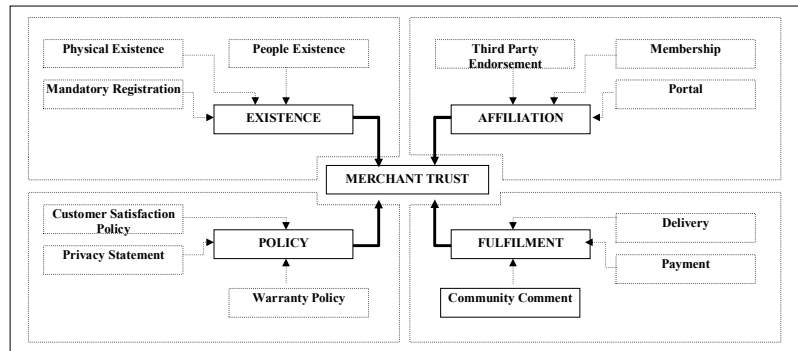 Physical Existence
People Existence
Mandatory Registration
EXISTENCE
Third Party
Endorsement
Membership
Portal
AFFILIATION
MERCHANT TRUST
Customer Satisfaction
Policy
Privacy Statement
POLICY
Warranty Policy
Delivery
FULFILMENT
Payment
Community Comment